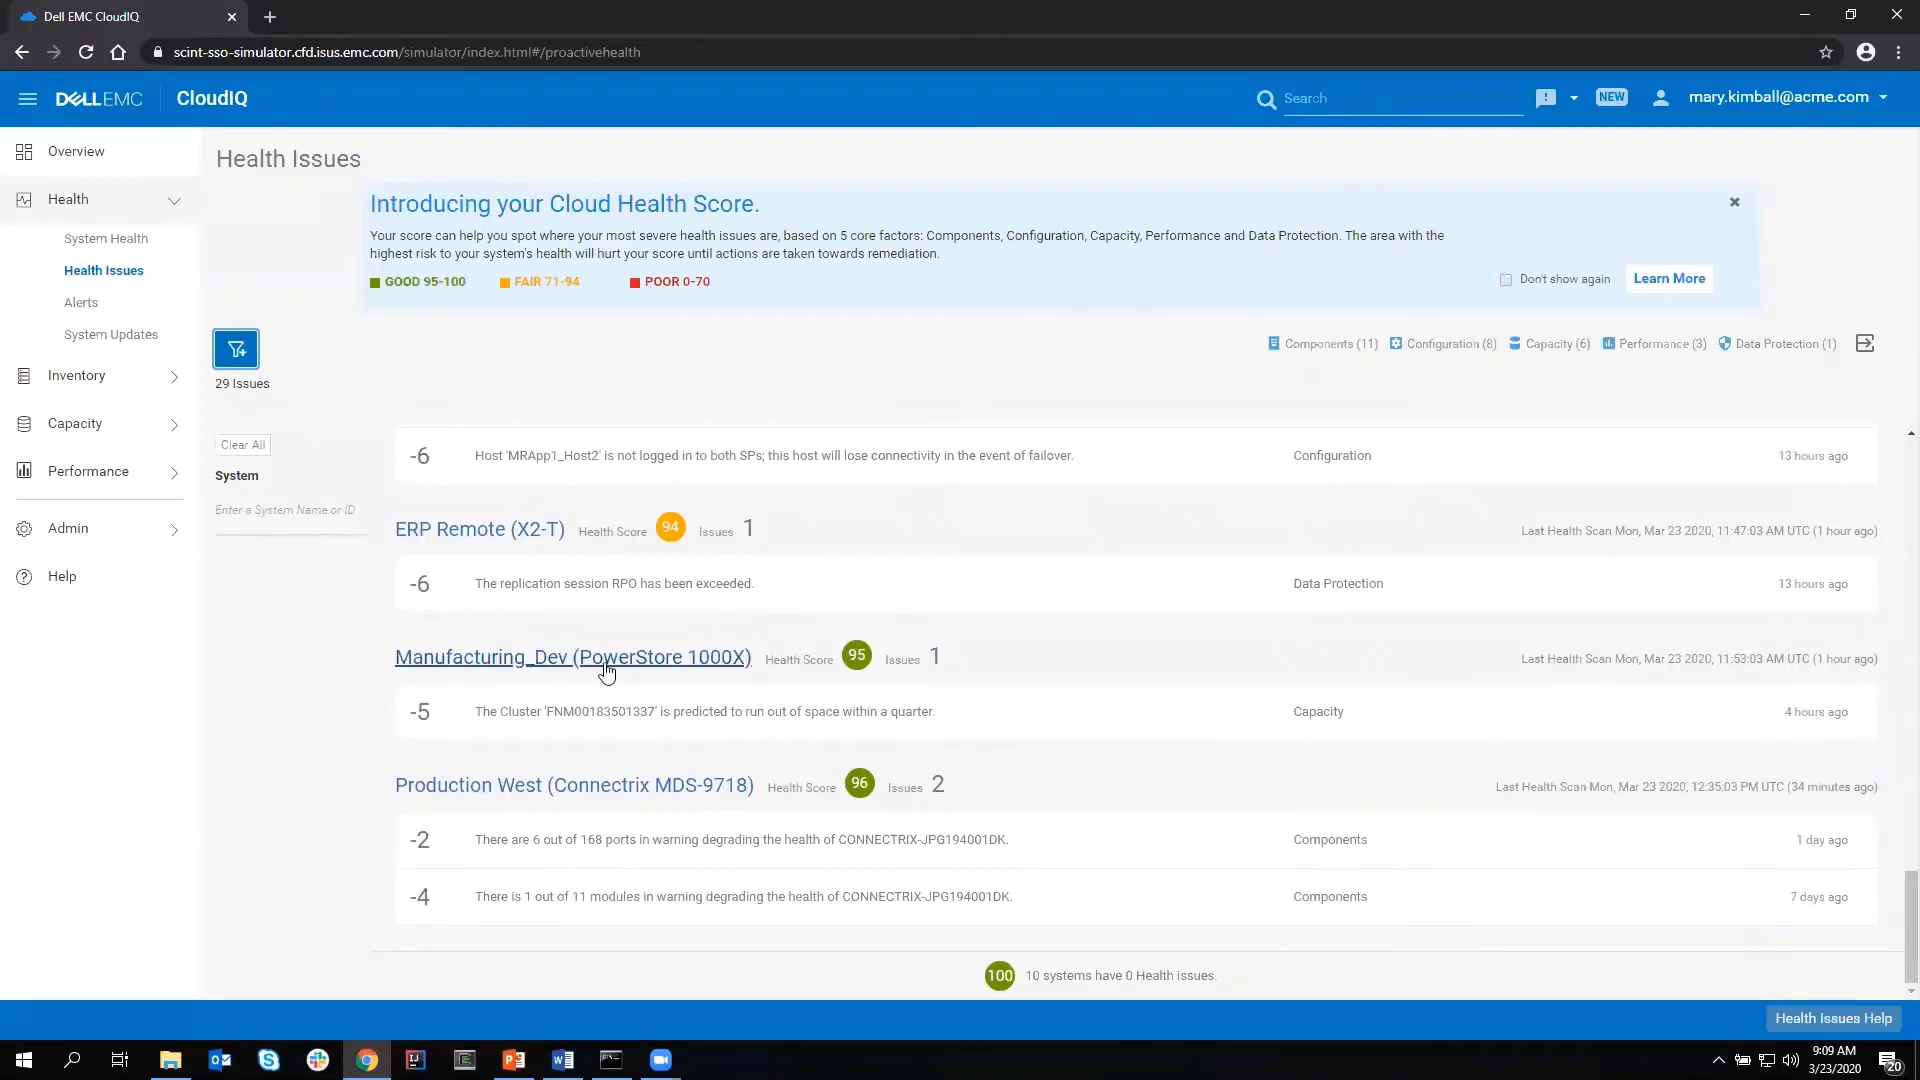 Dell EMC CloudIQ
scint-sso-simulator.cfd.isus.emc.com/simulator/index.html#/proactivehealth
DELL EMC CloudIQ
Search
NEW
mary.kimball@acme.com
Overview
Health
System Health
Health Issues
Alerts
System Updates
Inventory
Capacity
Performance
Admin
Help
Health Issues
Introducing your Cloud Health Score.
Your score can help you spot where your most severe health issues are, based on 5 core factors: Components, Configuration, Capacity, Performance and Data Protection. The area with the
highest risk to your system's health will hurt your score until actions are taken towards remediation.
GOOD 95-100 FAIR 71-94 POOR 0-70
Don't show again Learn More
29 Issues
Components (11) Configuration (8) Capacity (6) Performance (3) Data Protection (1)
Clear All
System
Enter a System Name or ID
-6 Host 'MRApp1_Host2' is not logged in to both SPs; this host will lose connectivity in the event of failover. Configuration 13 hours ago
ERP Remote (X2-T) Health Score 94 Issues 1 Last Health Scan Mon, Mar 23 2020, 11:47:03 AM UTC (1 hour ago)
-6 The replication session RPO has been exceeded. Data Protection 13 hours ago
Manufacturing_Dev (PowerStore 1000X) Health Score 95 Issues 1 Last Health Scan Mon, Mar 23 2020, 11:53:03 AM UTC (1 hour ago)
-5 The Cluster 'FNM00183501337' is predicted to run out of space within a quarter. Capacity 4 hours ago
Production West (Connectrix MDS-9718) Health Score 96 Issues 2 Last Health Scan Mon, Mar 23 2020, 12:35:03 PM UTC (34 minutes ago)
-2 There are 6 out of 168 ports in warning degrading the health of CONNECTRIX-JPG194001DK. Components 1 day ago
-4 There is 1 out of 11 modules in warning degrading the health of CONNECTRIX-JPG194001DK. Components 7 days ago
100 10 systems have 0 Health issues.
Health Issues Help
9:09 AM
3/23/2020
20